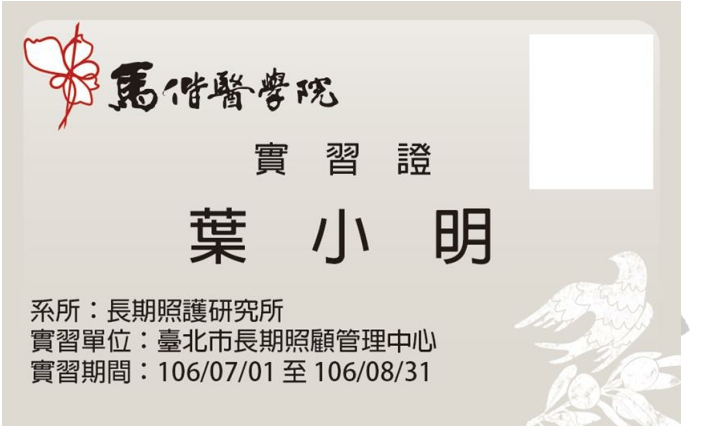 馬偕醫學院
實習證
葉小明
系所：長期照護研究所
實習單位：臺北市長期照顧管理中心
實習期間：106/07/01 至 106/08/31